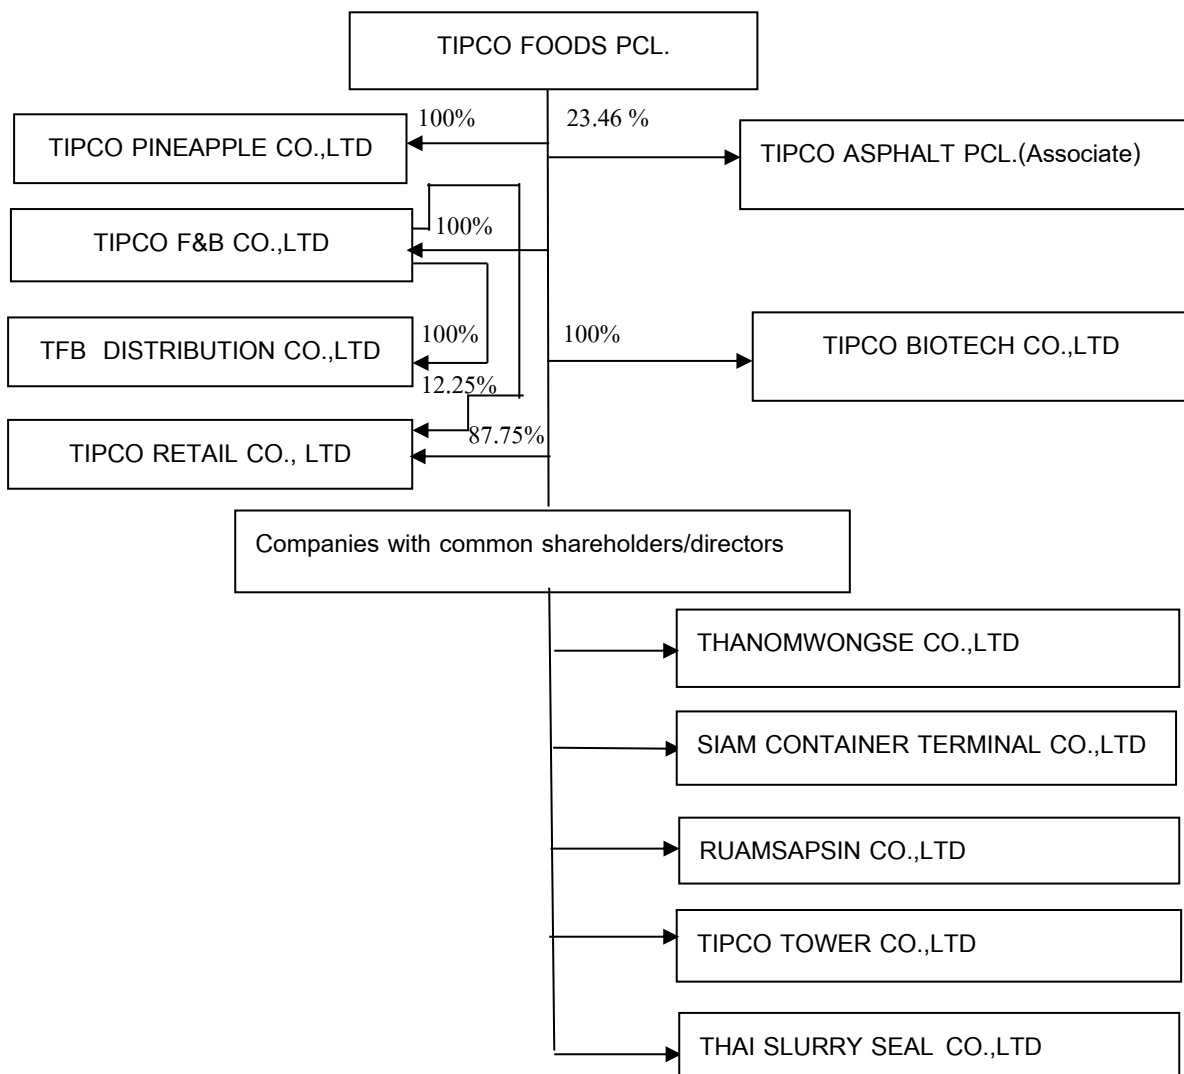 TIPCO FOODS PCL.
100%
23.46 %
TIPCO PINEAPPLE CO.,LTD
TIPCO ASPHALT PCL.(Associate)
TIPCO F&B CO.,LTD
100%
TFB DISTRIBUTION CO.,LTD
100%
100%
TIPCO BIOTECH CO.,LTD
12.25%
TIPCO RETAIL CO., LTD
87.75%
Companies with common shareholders/directors
THANOMWONGSE CO.,LTD
SIAM CONTAINER TERMINAL CO.,LTD
RUAMSAPSIN CO.,LTD
TIPCO TOWER CO.,LTD
THAI SLURRY SEAL CO.,LTD